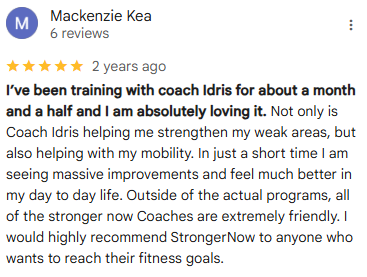 M
Mackenzie Kea
6 reviews
2 years ago
I've been training with coach Idris for about a month
and a half and I am absolutely loving it. Not only is
Coach Idris helping me strengthen my weak areas, but
also helping with my mobility. In just a short time I am
seeing massive improvements and feel much better in
my day to day life. Outside of the actual programs, all
of the stronger now Coaches are extremely friendly. I
would highly recommend StrongerNow to anyone who
wants to reach their fitness goals.